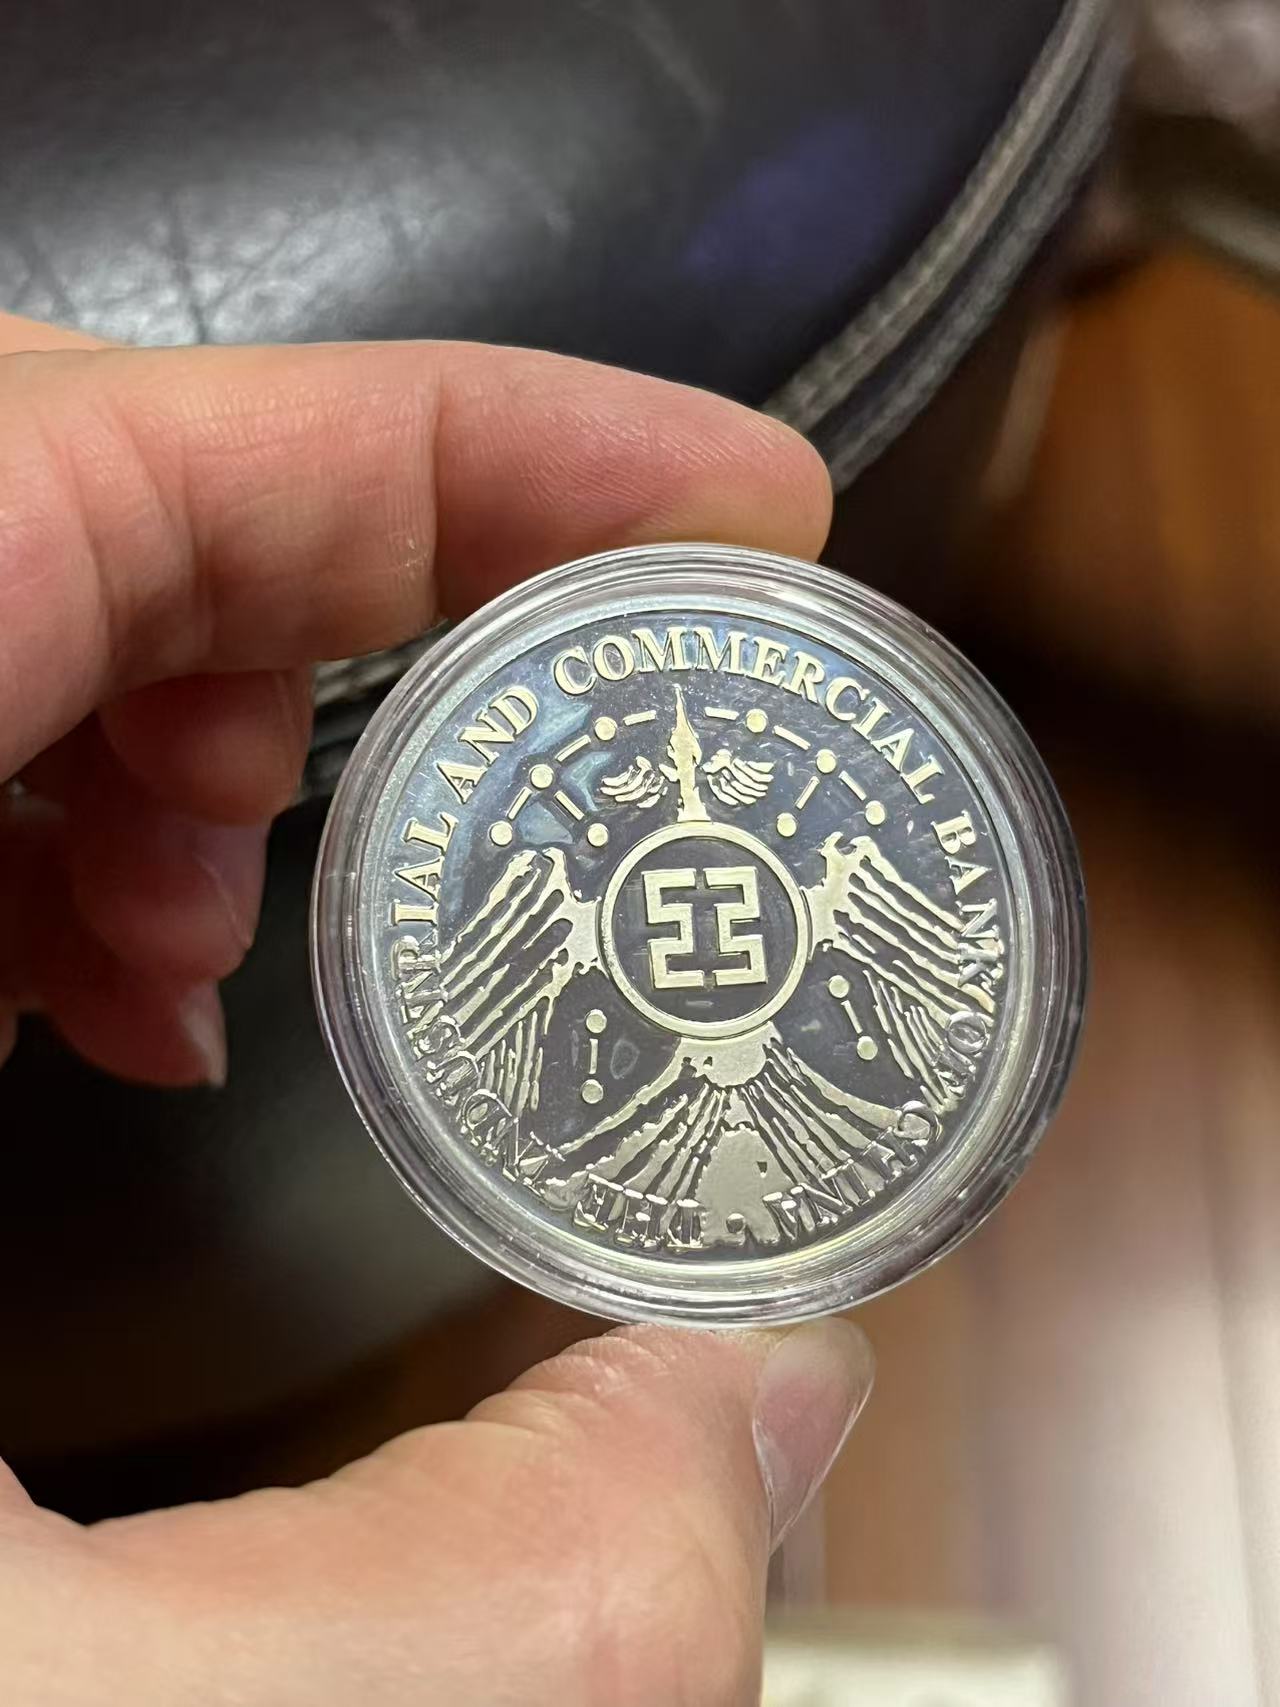 THE INDUSTRIAL AND COMMERCIAL BANK OF CHINA